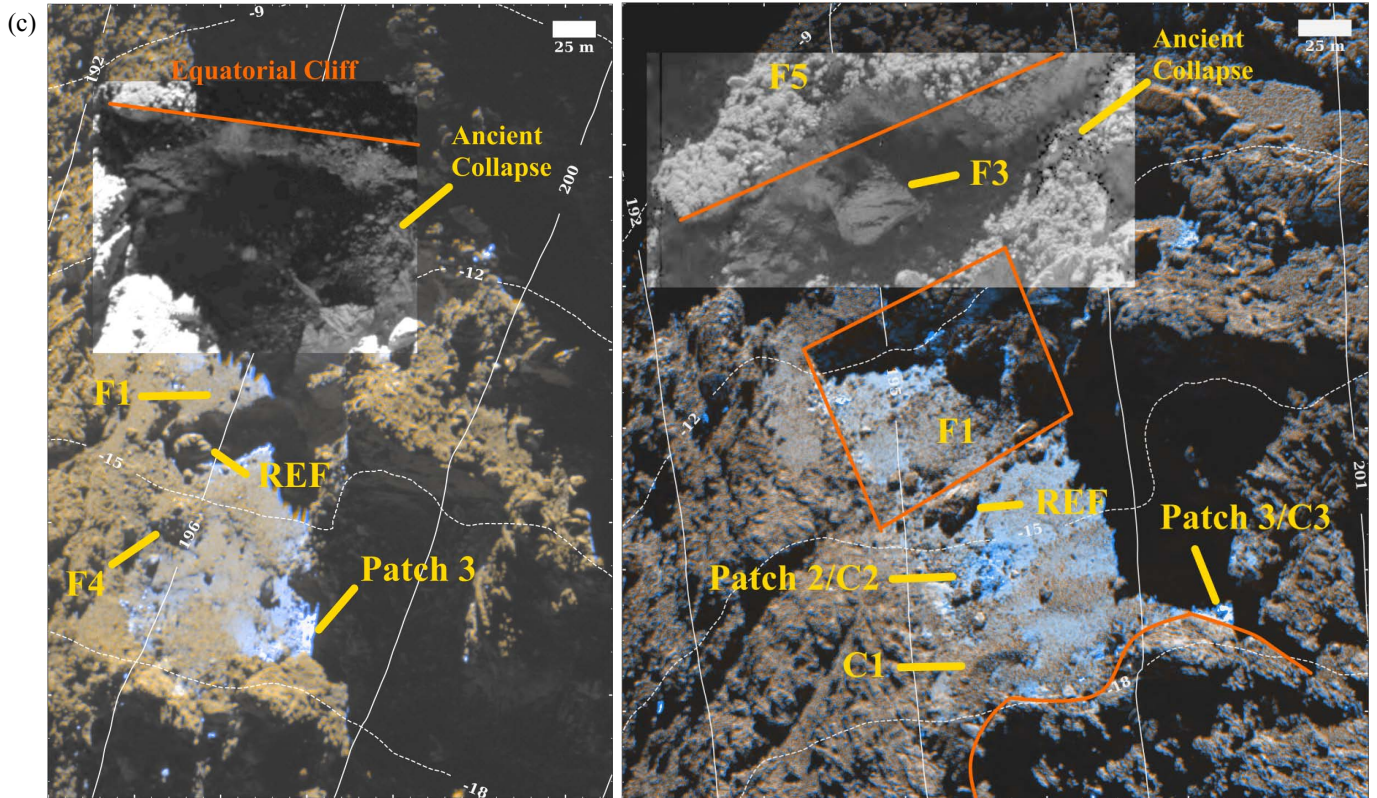 (c)
-9
25 m
192
Equatorial Cliff
Ancient
Collapse
200
-12
F1
REF
-15
196
F4
Patch 3
-18
25 m
-9
Ancient
Collapse
F5
F3
192
195
-12
F1
REF
-15
201
Patch 3/C3
Patch 2/C2
C1
-18